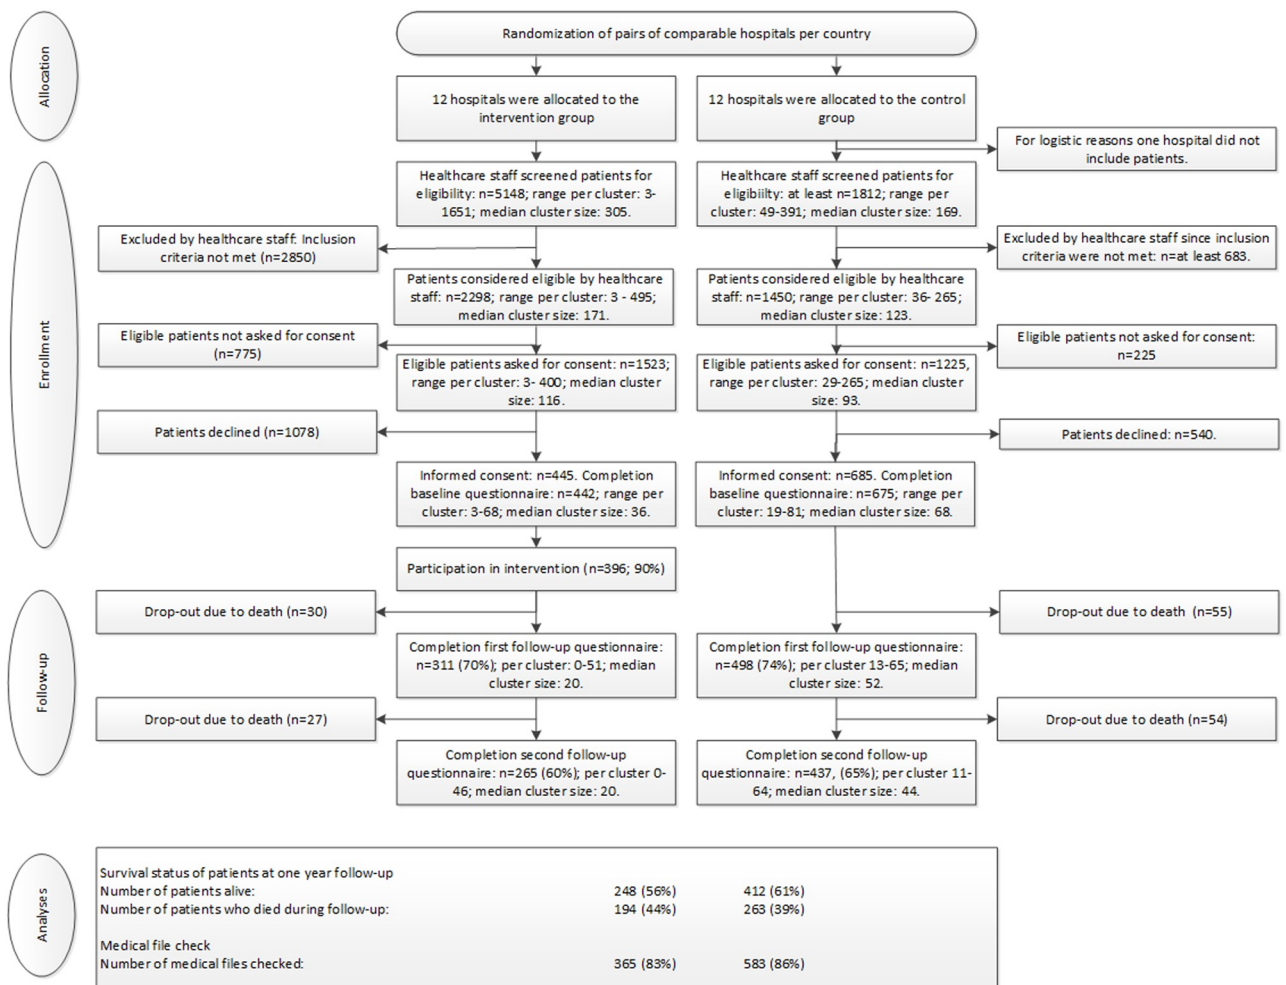 Allocation
Randomization of pairs of comparable hospitals per country
12 hospitals were allocated to the
intervention group
12 hospitals were allocated to the control
group
For logistic reasons one hospital did not
include patients.
Enrollment
Healthcare staff screened patients for
eligibility: n=5148; range per cluster: 3-
1651; median cluster size: 305.
Healthcare staff screened patients for
eligibiilty: at least n=1812; range per
cluster: 49-391; median cluster size: 169.
Excluded by healthcare staff: Inclusion
criteria not met (n=2850)
Excluded by healthcare staff since inclusion
criteria were not met: n=at least 683.
Patients considered eligible by healthcare
staff: n=2298; range per cluster: 3 - 495;
median cluster size: 171.
Patients considered eligible by healthcare
staff: n=1450; range per cluster: 36- 265;
median cluster size: 123.
Eligible patients not asked for consent
(n=775)
Eligible patients not asked for consent:
n=225
Eligible patients asked for consent: n=1523;
range per cluster: 3- 400; median cluster
size: 116.
Eligible patients asked for consent: n=1225,
range per cluster: 29-265; median cluster
size: 93.
Patients declined (n=1078)
Patients declined: n=540.
Informed consent: n=445. Completion
baseline questionnaire: n=442; range per
cluster: 3-68; median cluster size: 36.
Informed consent: n=685. Completion
baseline questionnaire: n=675; range per
cluster: 19-81; median cluster size: 68.
Participation in intervention (n=396; 90%)
Follow-up
Drop-out due to death (n=30)
Drop-out due to death (n=55)
Completion first follow-up questionnaire:
n=311 (70%); per cluster: 0-51; median
cluster size: 20.
Completion first follow-up questionnaire:
n=498 (74%); per cluster 13-65; median
cluster size: 52.
Drop-out due to death (n=27)
Drop-out due to death (n=54)
Completion second follow-up
questionnaire: n=265 (60%); per cluster 0-
46; median cluster size: 20.
Completion second follow-up
questionnaire: n=437, (65%); per cluster 11-
64; median cluster size: 44.
Analyses
Survival status of patients at one year follow-up
Number of patients alive: 248 (56%) 412 (61%)
Number of patients who died during follow-up: 194 (44%) 263 (39%)
Medical file check
Number of medical files checked: 365 (83%) 583 (86%)